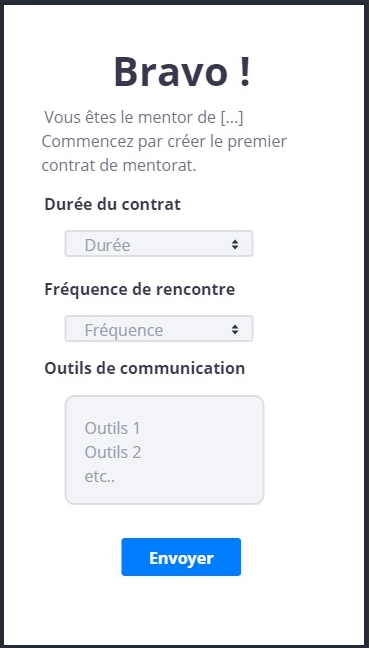 Bravo !
Vous êtes le mentor de [...]
Commencez par créer le premier
contrat de mentorat.
Durée du contrat
Durée
Fréquence de rencontre
Fréquence
Outils de communication
Outils 1
Outils 2
etc..
Envoyer